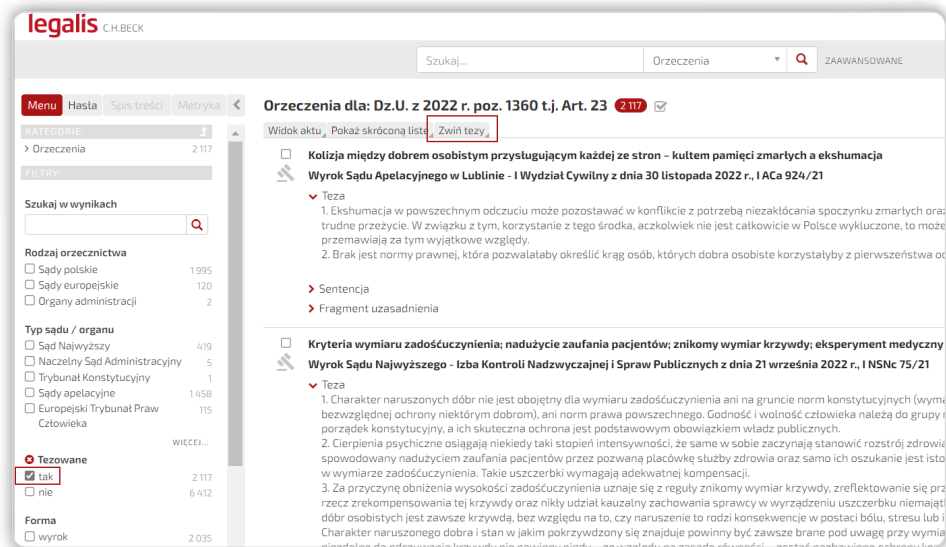 legalis C.H.BECK
Szukaj... Orzeczenia ZAAWANSOWANE
Menu Hasła Spis treści Metryka
KATEGORIE:
> Orzeczenia 2 117
FILTRY:
Szukaj w wynikach
Rodzaj orzecznictwa
Sądy polskie 1 995
Sądy europejskie 120
Organy administracji 2
Typ sądu / organu
Sąd Najwyższy 419
Naczelny Sąd Administracyjny 5
Trybunał Konstytucyjny 1
Sądy apelacyjne 1 458
Europejski Trybunał Praw 115
Człowieka
WIĘCEJ...
Tezowane
tak 2 117
nie 6 412
Forma
wyrok 2 035
Orzeczenia dla: Dz.U. z 2022 r. poz. 1360 t.j. Art. 23 2 117
Widok aktu Pokaż skróconą listę Zwiń tezy
Kolizja między dobrem osobistym przysługującym każdej ze stron – kultem pamięci zmarłych a ekshumacja
Wyrok Sądu Apelacyjnego w Lublinie - I Wydział Cywilny z dnia 30 listopada 2022 r., I ACa 924/21
Teza
1. Ekshumacja w powszechnym odczuciu może pozostawać w konflikcie z potrzebą niezakłócania spoczynku zmarłych oraz
trudne przeżycie. W związku z tym, korzystanie z tego środka, aczkolwiek nie jest całkowicie w Polsce wykluczone, to może
przemawiają za tym wyjątkowe względy.
2. Brak jest normy prawnej, która pozwalałaby określić krąg osób, których dobra osobiste korzystałyby z pierwszeństwa oc
Sentencja
Fragment uzasadnienia
Kryteria wymiaru zadośćuczynienia; nadużycie zaufania pacjentów; znikomy wymiar krzywdy; eksperyment medyczny
Wyrok Sądu Najwyższego - Izba Kontroli Nadzwyczajnej i Spraw Publicznych z dnia 21 września 2022 r., I NSNc 75/21
Teza
1. Charakter naruszonych dóbr nie jest obojętny dla wymiaru zadośćuczynienia ani na gruncie norm konstytucyjnych (wyma
bezwzględnej ochrony niektórym dobrom), ani norm prawa powszechnego. Godność i wolność człowieka należą do grupy
porządek konstytucyjny, a ich skuteczna ochrona jest podstawowym obowiązkiem władz publicznych.
2. Cierpienia psychiczne osiągają niekiedy taki stopień intensywności, że same w sobie zaczynają stanowić rozstrój zdrowia
spowodowany nadużyciem zaufania pacjentów przez pozwaną placówkę służby zdrowia oraz samo ich oszukanie jest isto
w wymiarze zadośćuczynienia. Takie uszczerbki wymagają adekwatnej kompensacji.
3. Za przyczynę obniżenia wysokości zadośćuczynienia uznaje się z reguły znikomy wymiar krzywdy, zreflektowanie się prz
rzecz zrekompensowania tej krzywdy oraz nikły udział kauzalny zachowania sprawcy w wyrządzeniu uszczerbku niemająt
dóbr osobistych jest zawsze krzywdą, bez względu na to, czy naruszenie to rodzi konsekwencje w postaci bólu, stresu lub i
Charakter naruszonego dobra i stan w jakim pokrzywdzony się znajduje powinny być zawsze brane pod uwagę przy wymia